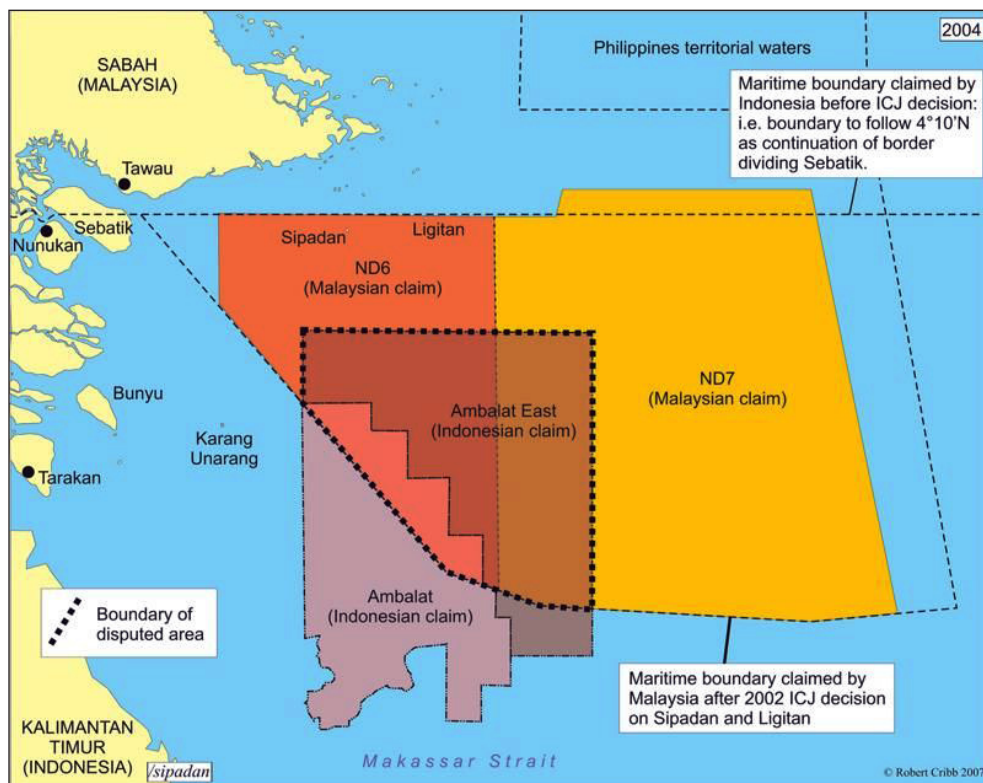 2004
Philippines territorial waters
SABAH
(MALAYSIA)
Maritime boundary claimed by
Indonesia before ICJ decision:
i.e. boundary to follow 4°10'N
as continuation of border
dividing Sebatik.
Tawau
Sebatik
Nunukan
Sipadan
Ligitan
ND6
(Malaysian claim)
ND7
(Malaysian claim)
Bunyu
Ambalat East
(Indonesian claim)
Karang
Unarang
Tarakan
Ambalat
(Indonesian claim)
Boundary of
disputed area
Maritime boundary claimed by
Malaysia after 2002 ICJ decision
on Sipadan and Ligitan
KALIMANTAN
TIMUR
(INDONESIA)
/sipadan
Makassar Strait
© Robert Cribb 2007